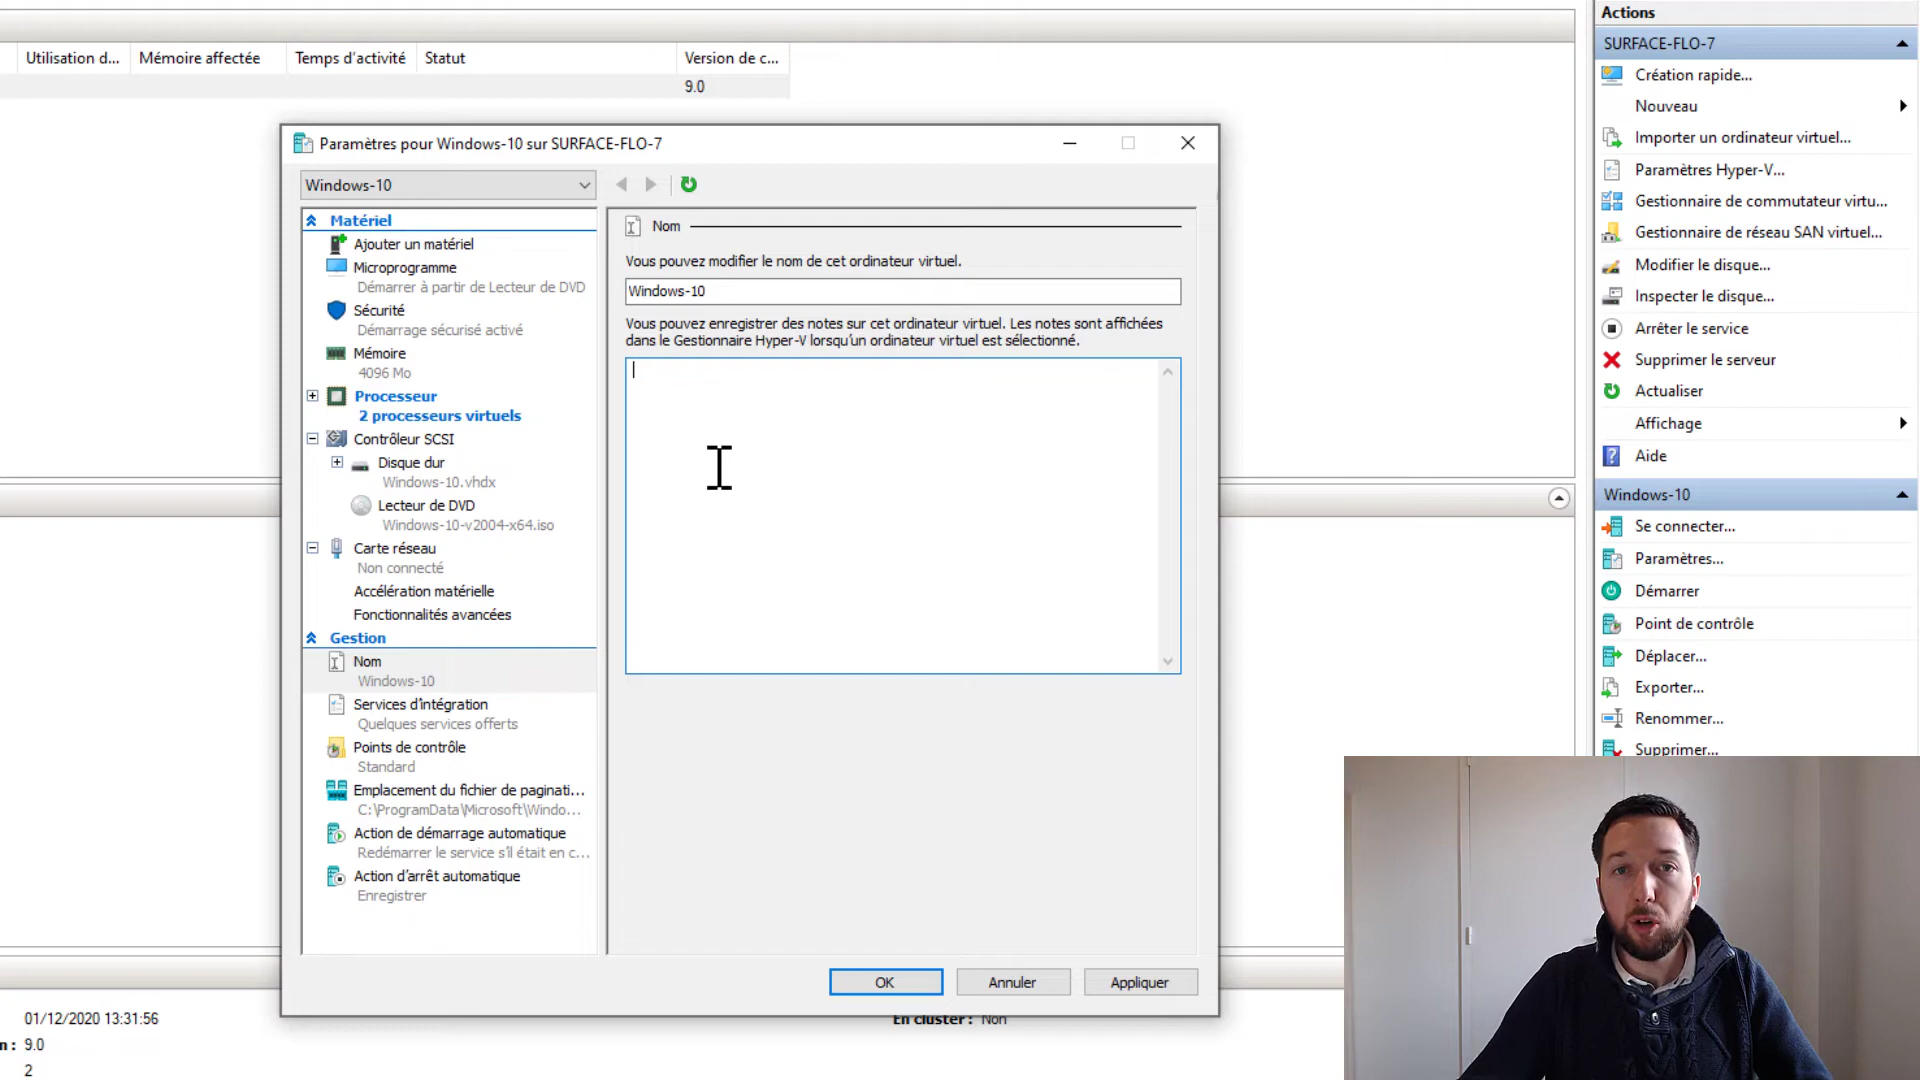 Utilisation d... Mémoire affectée Temps d'activité Statut Version de c...
9.0
Paramètres pour Windows-10 sur SURFACE-FLO-7
Windows-10
Matériel
Ajouter un matériel
Microprogramme
Démarrer à partir de Lecteur de DVD
Sécurité
Démarrage sécurisé activé
Mémoire
4096 Mo
Processeur
2 processeurs virtuels
Contrôleur SCSI
Disque dur
Windows-10.vhdx
Lecteur de DVD
Windows-10-v2004-x64.iso
Carte réseau
Non connecté
Accélération matérielle
Fonctionnalités avancées
Gestion
Nom
Windows-10
Services d'intégration
Quelques services offerts
Points de contrôle
Standard
Emplacement du fichier de paginati...
C:\ProgramData\Microsoft\Windo...
Action de démarrage automatique
Redémarrer le service s'il était en c...
Action d'arrêt automatique
Enregistrer
Nom
Vous pouvez modifier le nom de cet ordinateur virtuel.
Windows-10
Vous pouvez enregistrer des notes sur cet ordinateur virtuel. Les notes sont affichées
dans le Gestionnaire Hyper-V lorsqu'un ordinateur virtuel est sélectionné.
OK Annuler Appliquer
01/12/2020 13:31:56
n : 9.0
2
En cluster : Non
Actions
SURFACE-FLO-7
Création rapide...
Nouveau
Importer un ordinateur virtuel...
Paramètres Hyper-V...
Gestionnaire de commutateur virtu...
Gestionnaire de réseau SAN virtuel...
Modifier le disque...
Inspecter le disque...
Arrêter le service
Supprimer le serveur
Actualiser
Affichage
Aide
Windows-10
Se connecter...
Paramètres...
Démarrer
Point de contrôle
Déplacer...
Exporter...
Renommer...
Supprimer...